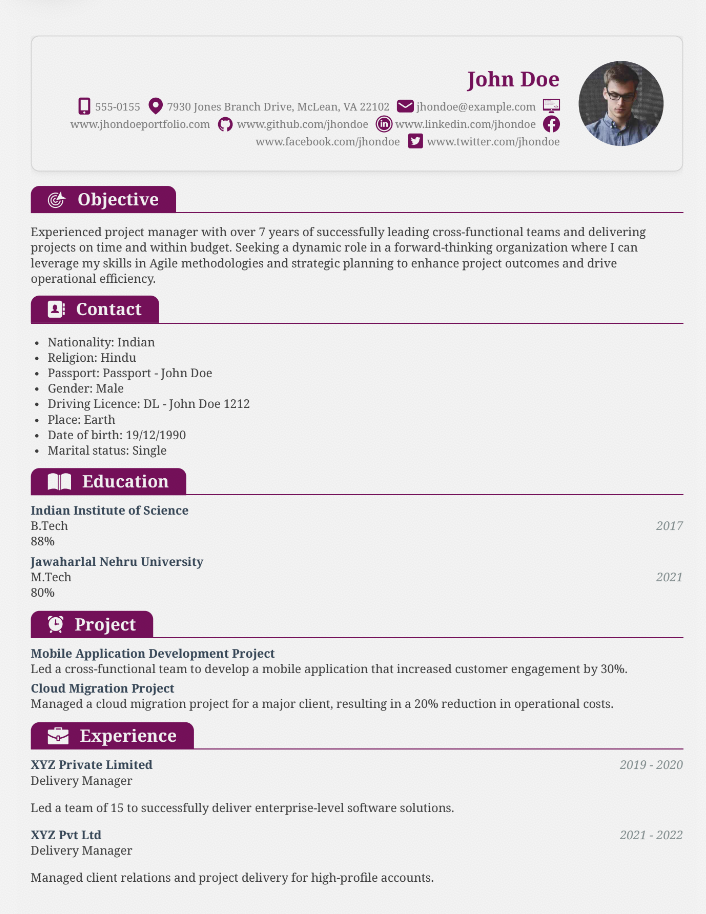 John Doe
555-0155 7930 Jones Branch Drive, McLean, VA 22102 jhondoe@example.com
www.jhondoeportfolio.com www.github.com/jhondoe www.linkedin.com/jhondoe
www.facebook.com/jhondoe www.twitter.com/jhondoe
Objective
Experienced project manager with over 7 years of successfully leading cross-functional teams and delivering
projects on time and within budget. Seeking a dynamic role in a forward-thinking organization where I can
leverage my skills in Agile methodologies and strategic planning to enhance project outcomes and drive
operational efficiency.
Contact
• Nationality: Indian
• Religion: Hindu
• Passport: Passport - John Doe
• Gender: Male
• Driving Licence: DL - John Doe 1212
• Place: Earth
• Date of birth: 19/12/1990
• Marital status: Single
Education
Indian Institute of Science
B.Tech 2017
88%
Jawaharlal Nehru University
M.Tech 2021
80%
Project
Mobile Application Development Project
Led a cross-functional team to develop a mobile application that increased customer engagement by 30%.
Cloud Migration Project
Managed a cloud migration project for a major client, resulting in a 20% reduction in operational costs.
Experience
XYZ Private Limited 2019 - 2020
Delivery Manager
Led a team of 15 to successfully deliver enterprise-level software solutions.
XYZ Pvt Ltd 2021 - 2022
Delivery Manager
Managed client relations and project delivery for high-profile accounts.